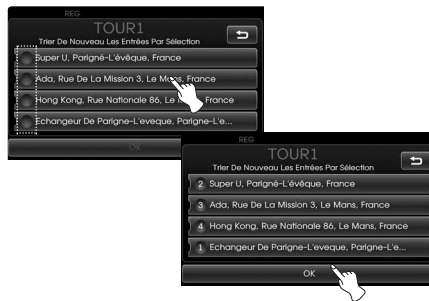 REG
TOUR1
Trier De Nouveau Les Entrées Par Sélection
Super U, Parigné-L'évêque, France
Ada, Rue De La Mission 3, Le Mans, France
Hong Kong, Rue Nationale 86, Le France
Echangeur De Parigne-L'eveque, Parigne-L'e...
OK
REG
TOUR1
Trier De Nouveau Les Entrées Par Sélection
2 Super U, Parigné-L'évêque, France
3 Ada, Rue De La Mission 3, Le Mans, France
4 Hong Kong, Rue Nationale 86, Le Mans, France
1 Echangeur De Parigne-L'eveque, Parigne-L'e...
OK